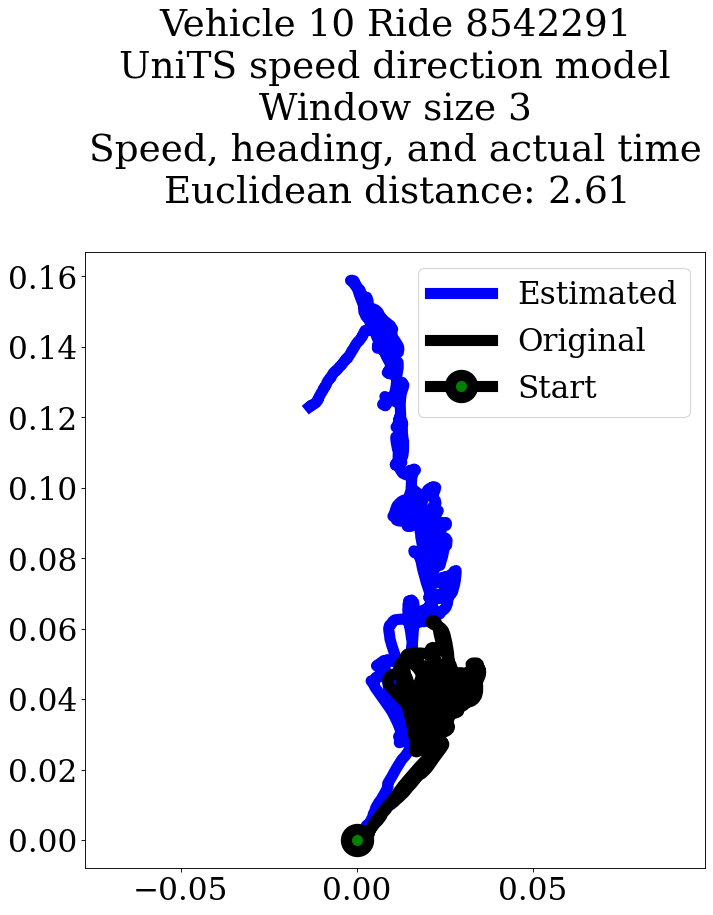 Vehicle 10 Ride 8542291
UniTS speed direction model
Window size 3
Speed, heading, and actual time
Euclidean distance: 2.61
Estimated
Original
Start
0.16
0.14
0.12
0.10
0.08
0.06
0.04
0.02
0.00
−0.05 0.00 0.05